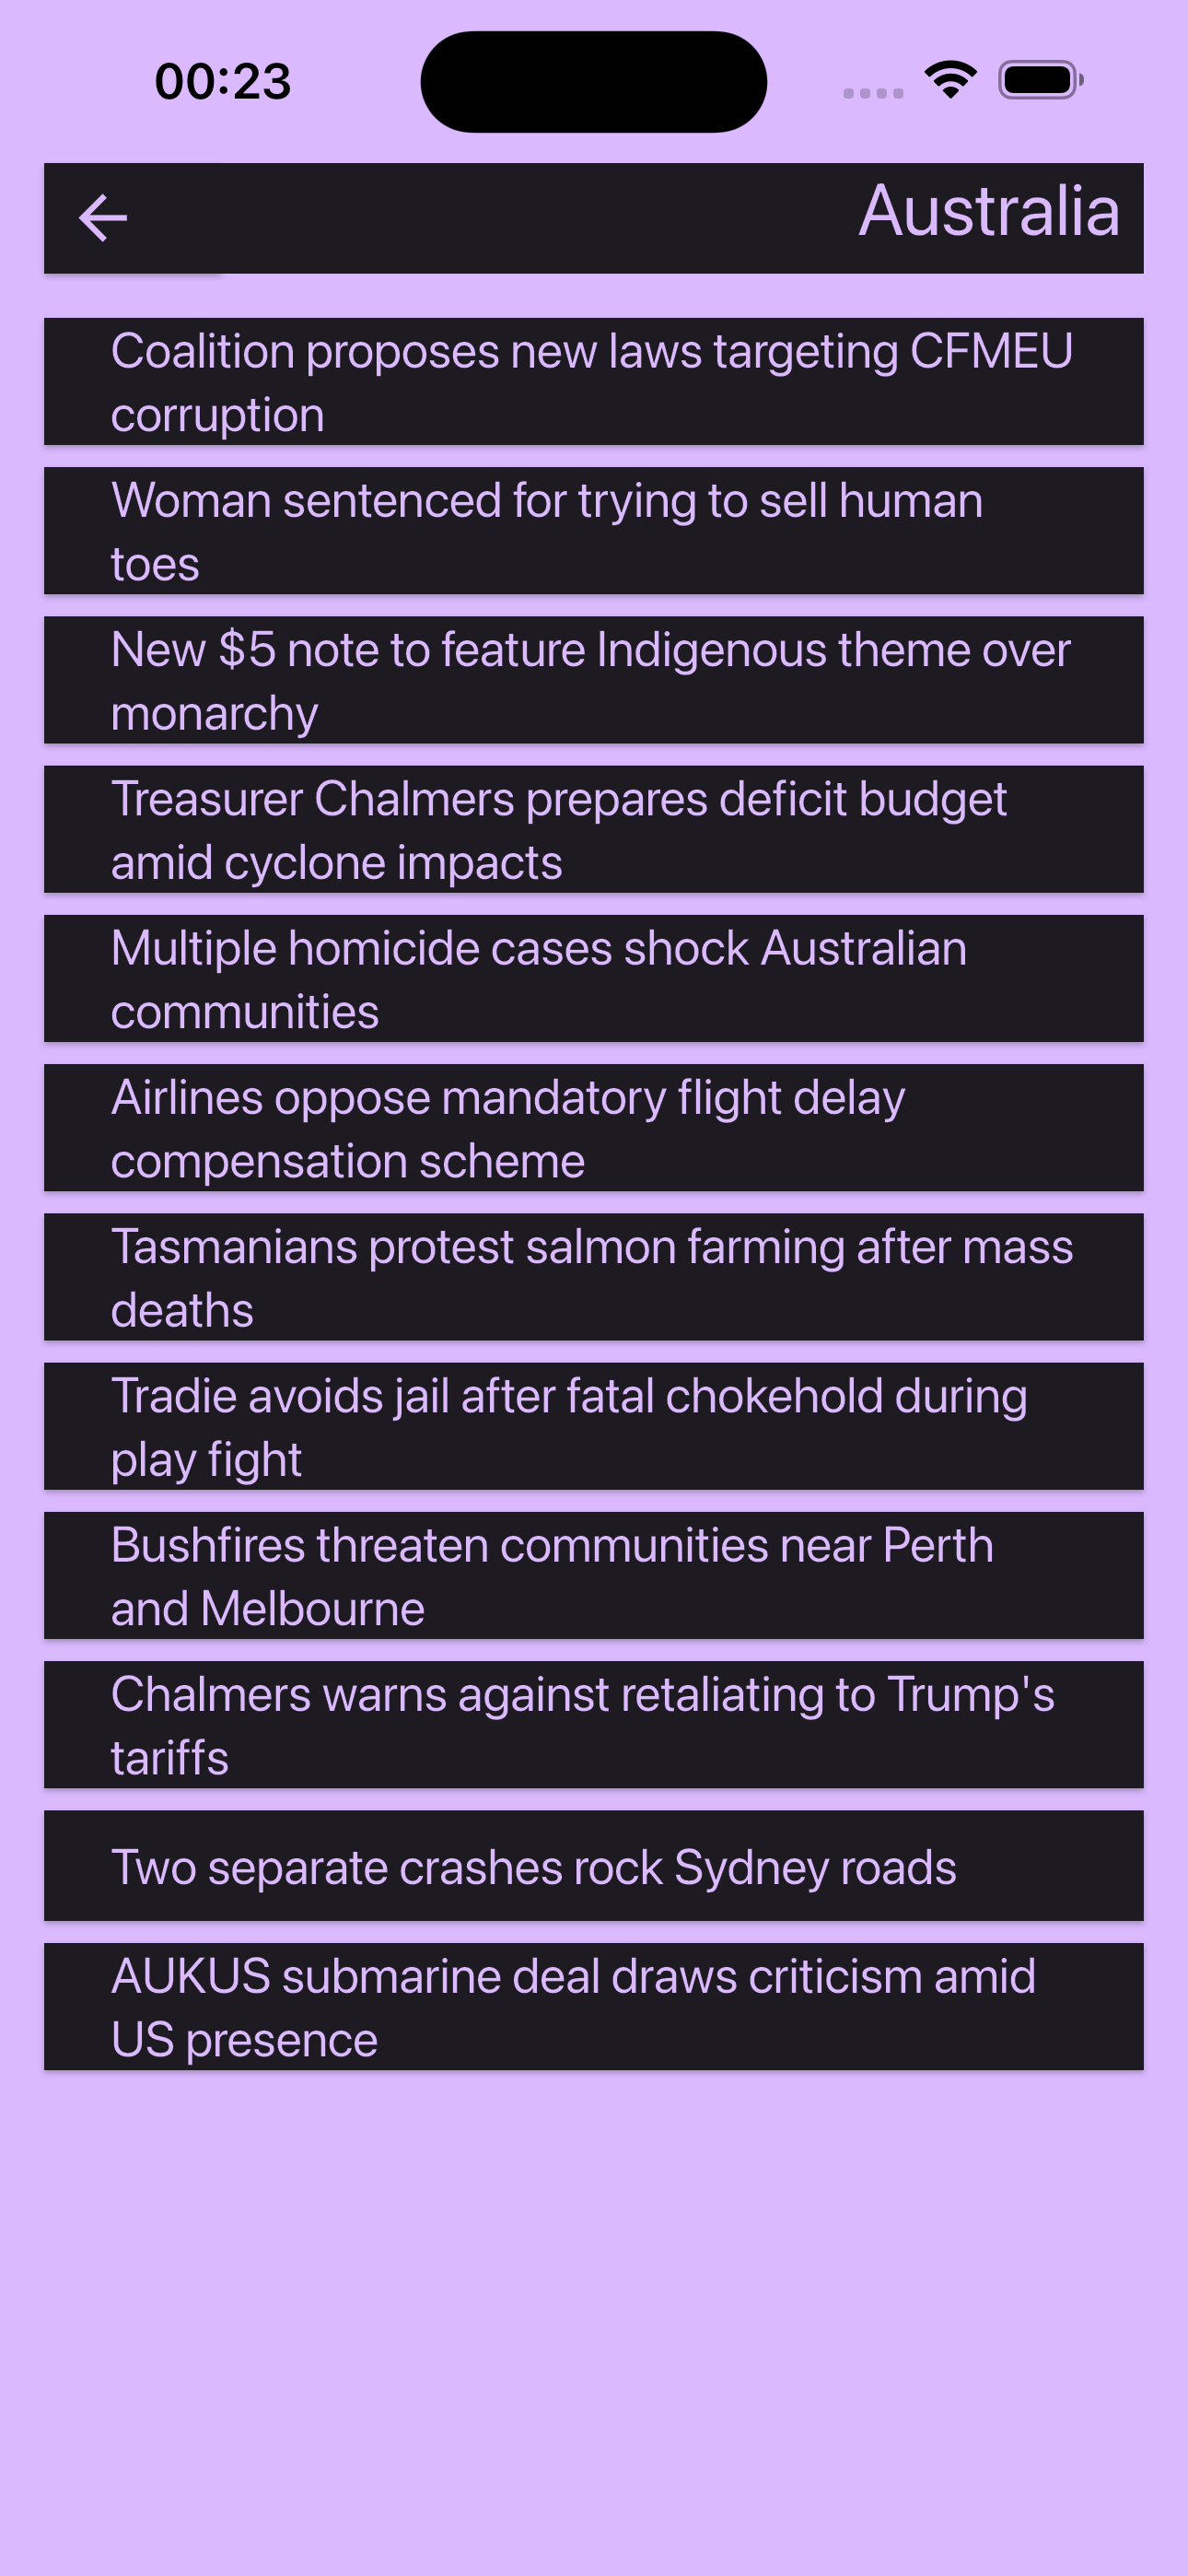 00:23
Australia
Coalition proposes new laws targeting CFMEU
corruption
Woman sentenced for trying to sell human
toes
New $5 note to feature Indigenous theme over
monarchy
Treasurer Chalmers prepares deficit budget
amid cyclone impacts
Multiple homicide cases shock Australian
communities
Airlines oppose mandatory flight delay
compensation scheme
Tasmanians protest salmon farming after mass
deaths
Tradie avoids jail after fatal chokehold during
play fight
Bushfires threaten communities near Perth
and Melbourne
Chalmers warns against retaliating to Trump's
tariffs
Two separate crashes rock Sydney roads
AUKUS submarine deal draws criticism amid
US presence